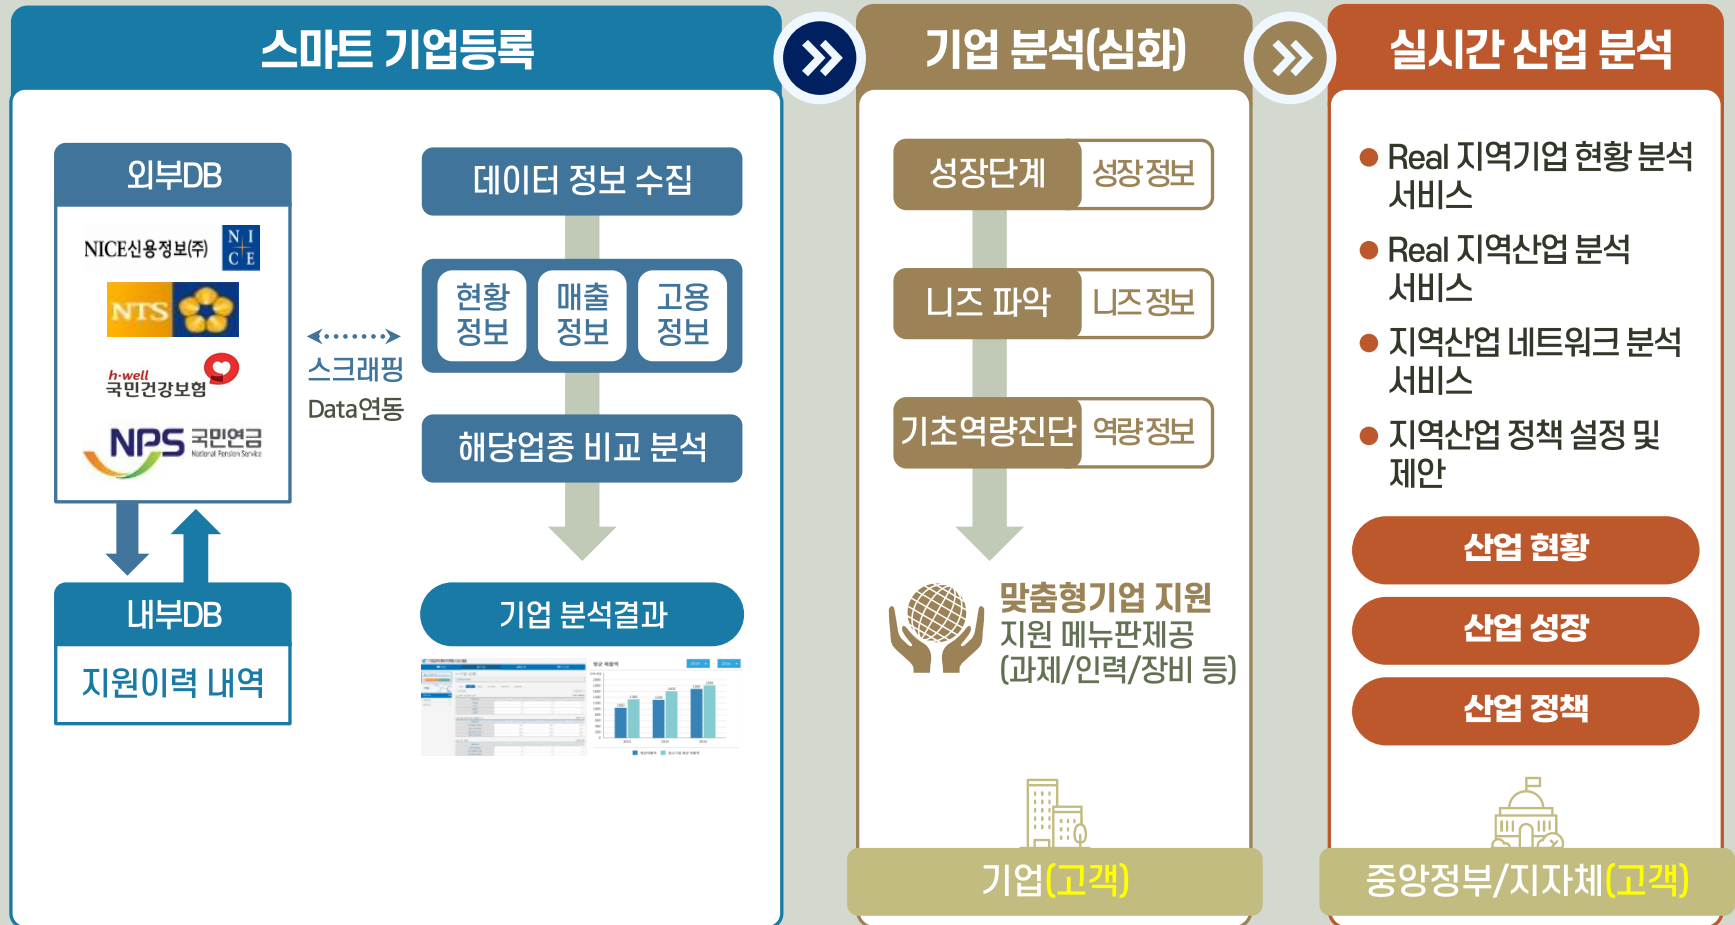 스마트 기업등록
외부DB
NICE신용정보(주)
N I
C E
NTS
h·well
국민건강보험
NPS 국민연금
National Pension Service
스크래핑
Data연동
내부DB
지원이력 내역
데이터 정보 수집
현황
정보
매출
정보
고용
정보
해당업종 비교 분석
기업 분석결과
평균 매출액
기업 분석(심화)
성장단계 성장 정보
니즈 파악 니즈 정보
기초역량진단 역량 정보
맞춤형기업 지원
지원 메뉴판제공
(과제/인력/장비 등)
기업(고객)
실시간 산업 분석
Real 지역기업 현황 분석
서비스
Real 지역산업 분석
서비스
지역산업 네트워크 분석
서비스
지역산업 정책 설정 및
제안
산업 현황
산업 성장
산업 정책
중앙정부/지자체(고객)